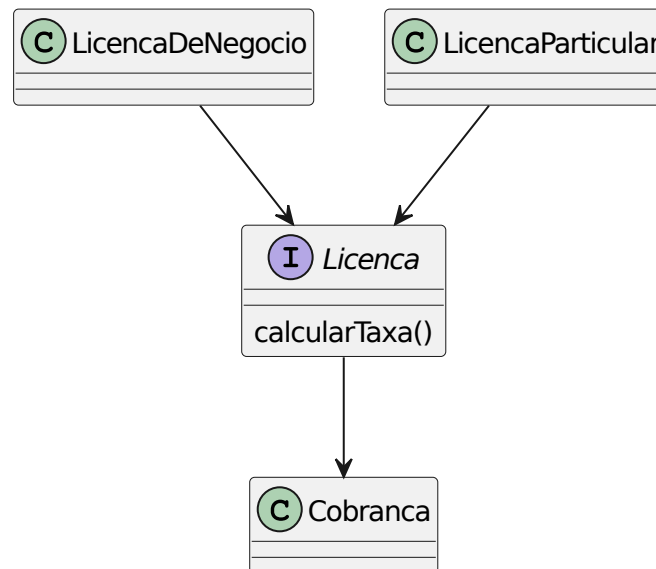 C LicencaDeNegocio
C LicencaParticular
I Licenca
calcularTaxa()
C Cobranca